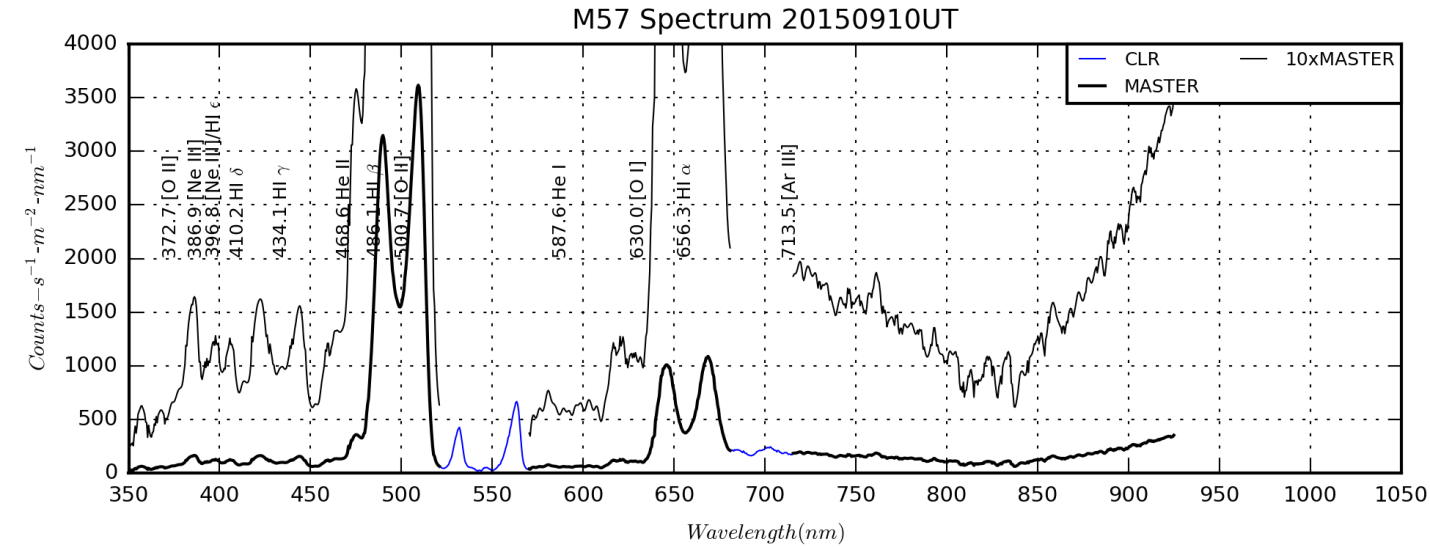 M57 Spectrum 20150910UT
4000
3500
3000
2500
2000
1500
1000
500
0
Counts−s⁻¹-m⁻²-nm⁻¹
372.7 [O II]
386.9 [Ne III]
396.8 [Ne III]/HI ϵ
410.2 HI δ
434.1 HI γ
468.6 He II
486.1 HI β
500.7 [O II]
587.6 He I
630.0 [O I]
656.3 HI α
713.5 [Ar III]
CLR
MASTER
10xMASTER
350 400 450 500 550 600 650 700 750 800 850 900 950 1000 1050
Wavelength(nm)